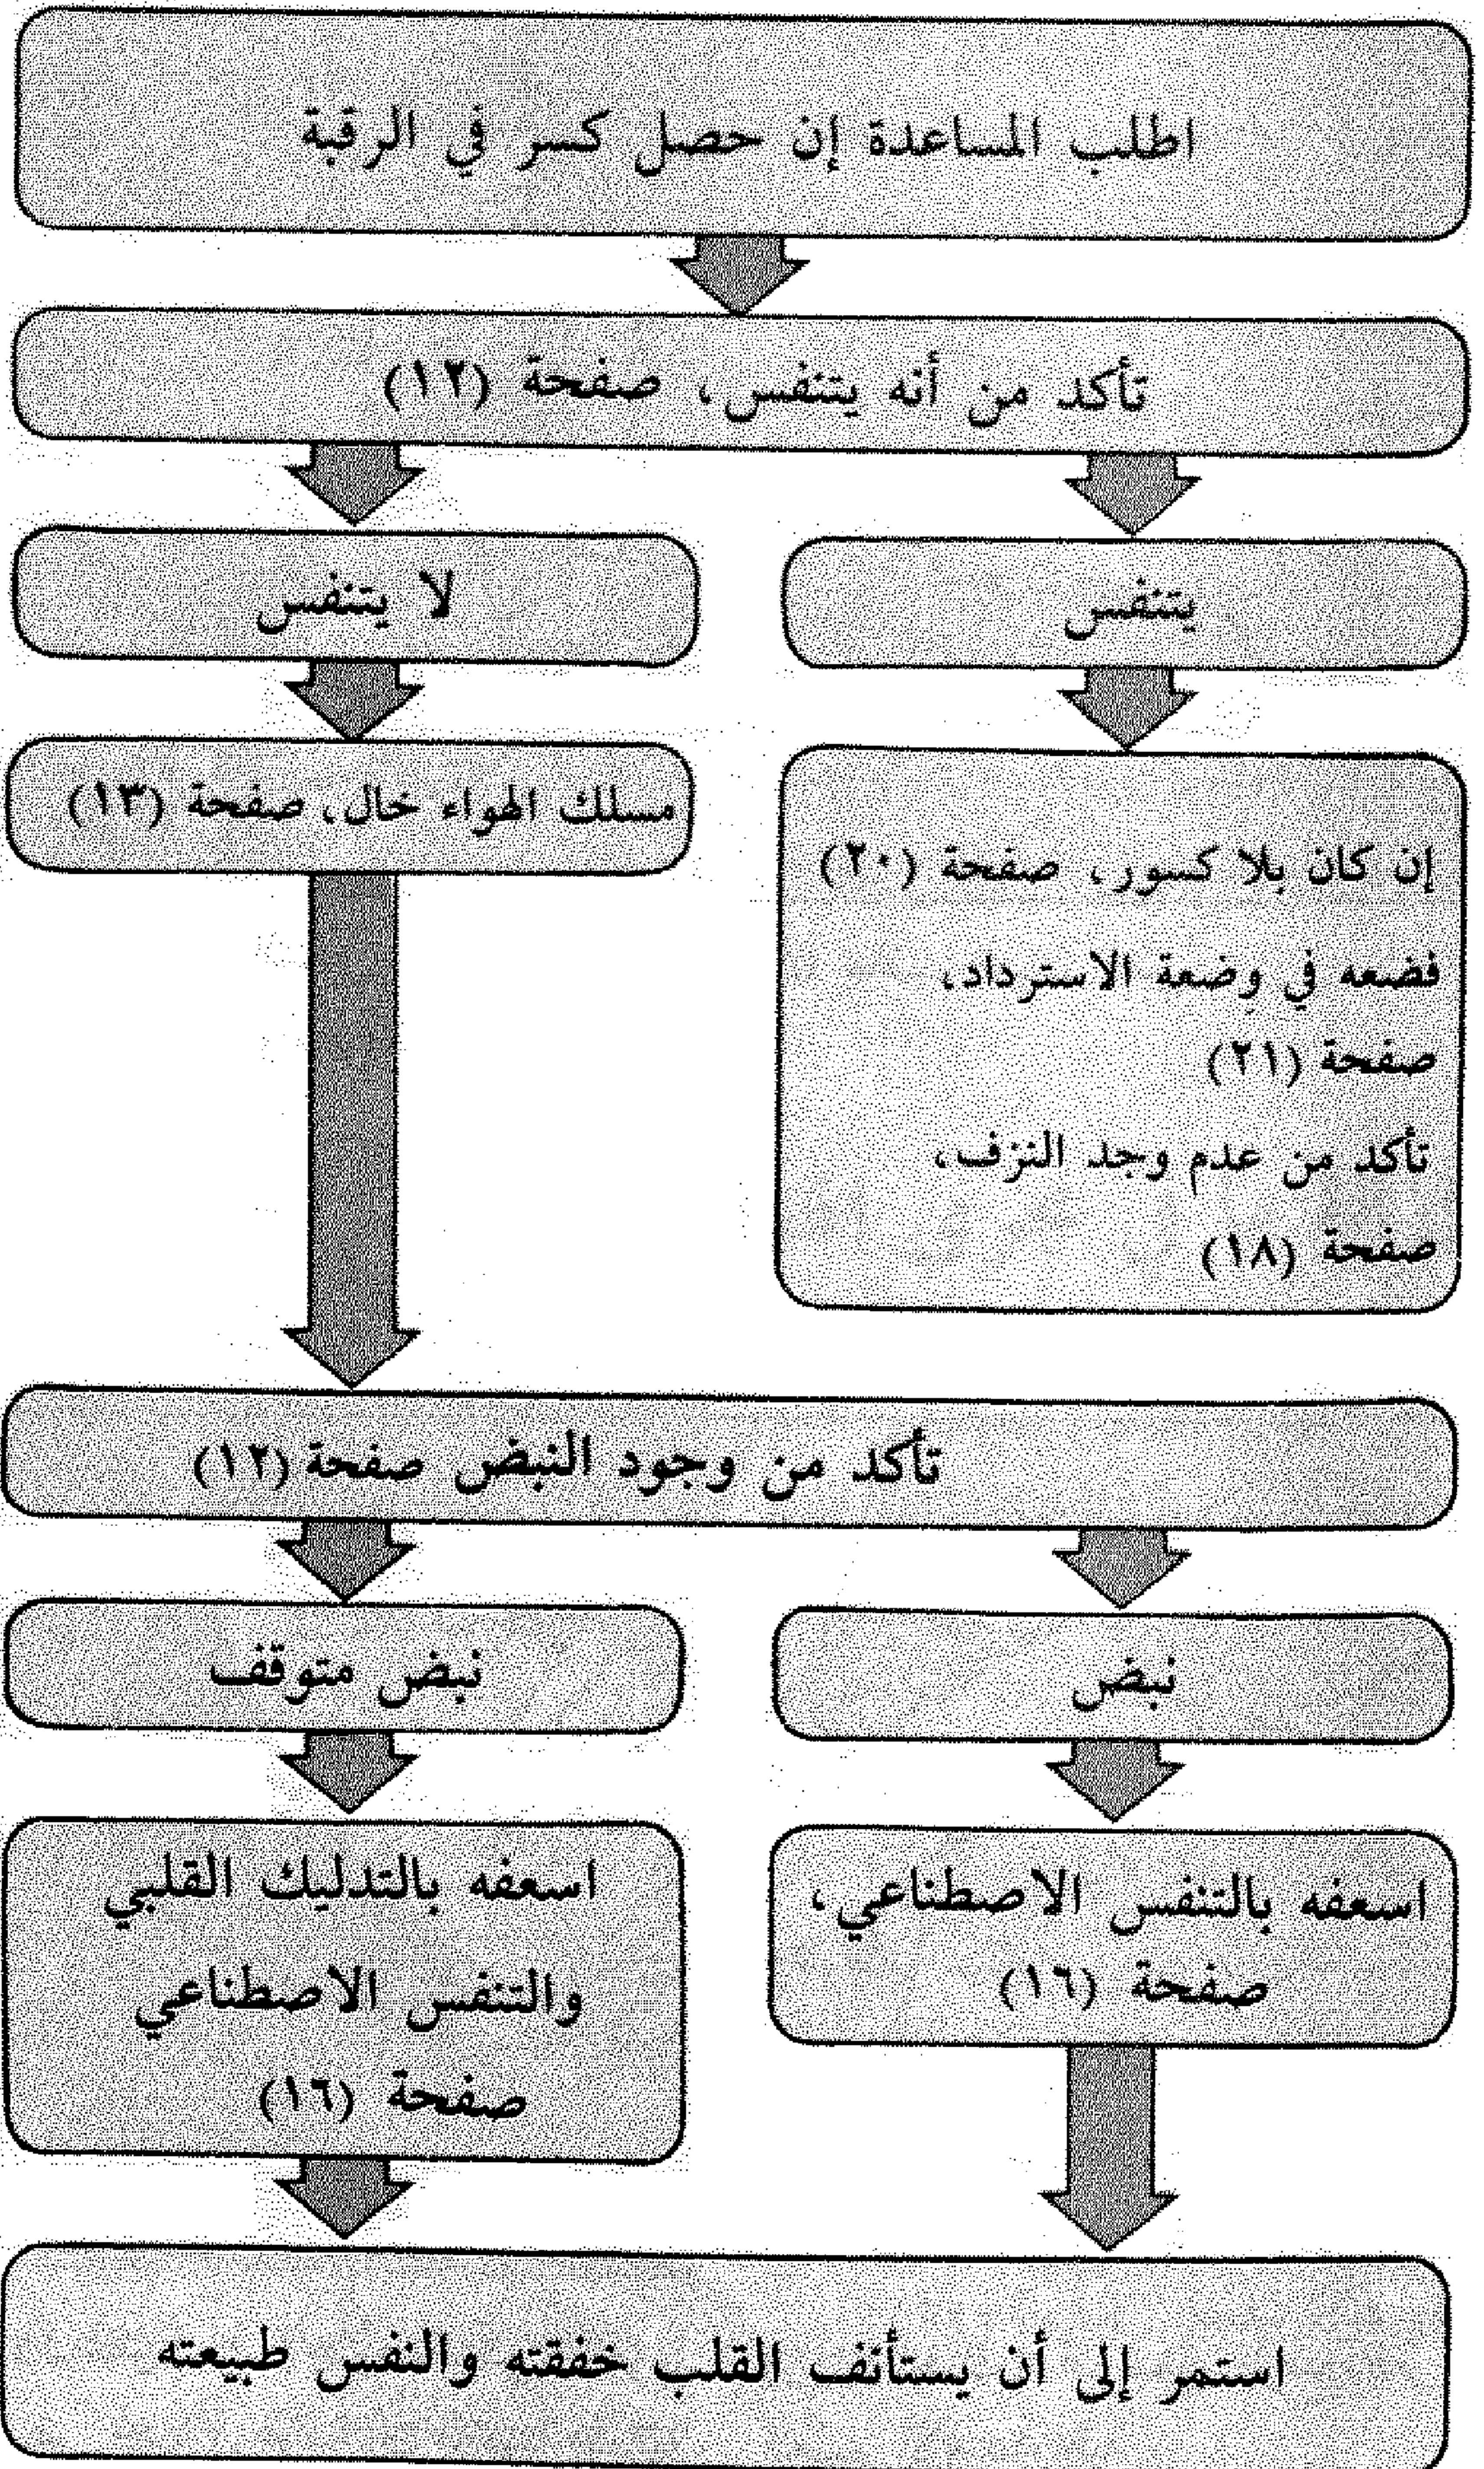 اطلب المساعدة إن حصل كسر في الرقبة
تأكد من أنه يتنفس، صفحة (١٢)
يتنفس
لا يتنفس
إن كان بلا كسور، صفحة (٢٠)
فضعه في وضعة الاسترداد،
صفحة (٢١)
تأكد من عدم وجد النزف،
صفحة (١٨)
مسلك الهواء خال، صفحة (١٣)
تأكد من وجود النبض صفحة (١٢)
نبض
نبض متوقف
اسعفه بالتنفس الاصطناعي،
صفحة (١٦)
اسعفه بالتدليك القلبي
والتنفس الاصطناعي
صفحة (١٦)
استمر إلى أن يستأنف القلب خفقته والنفس طبيعته